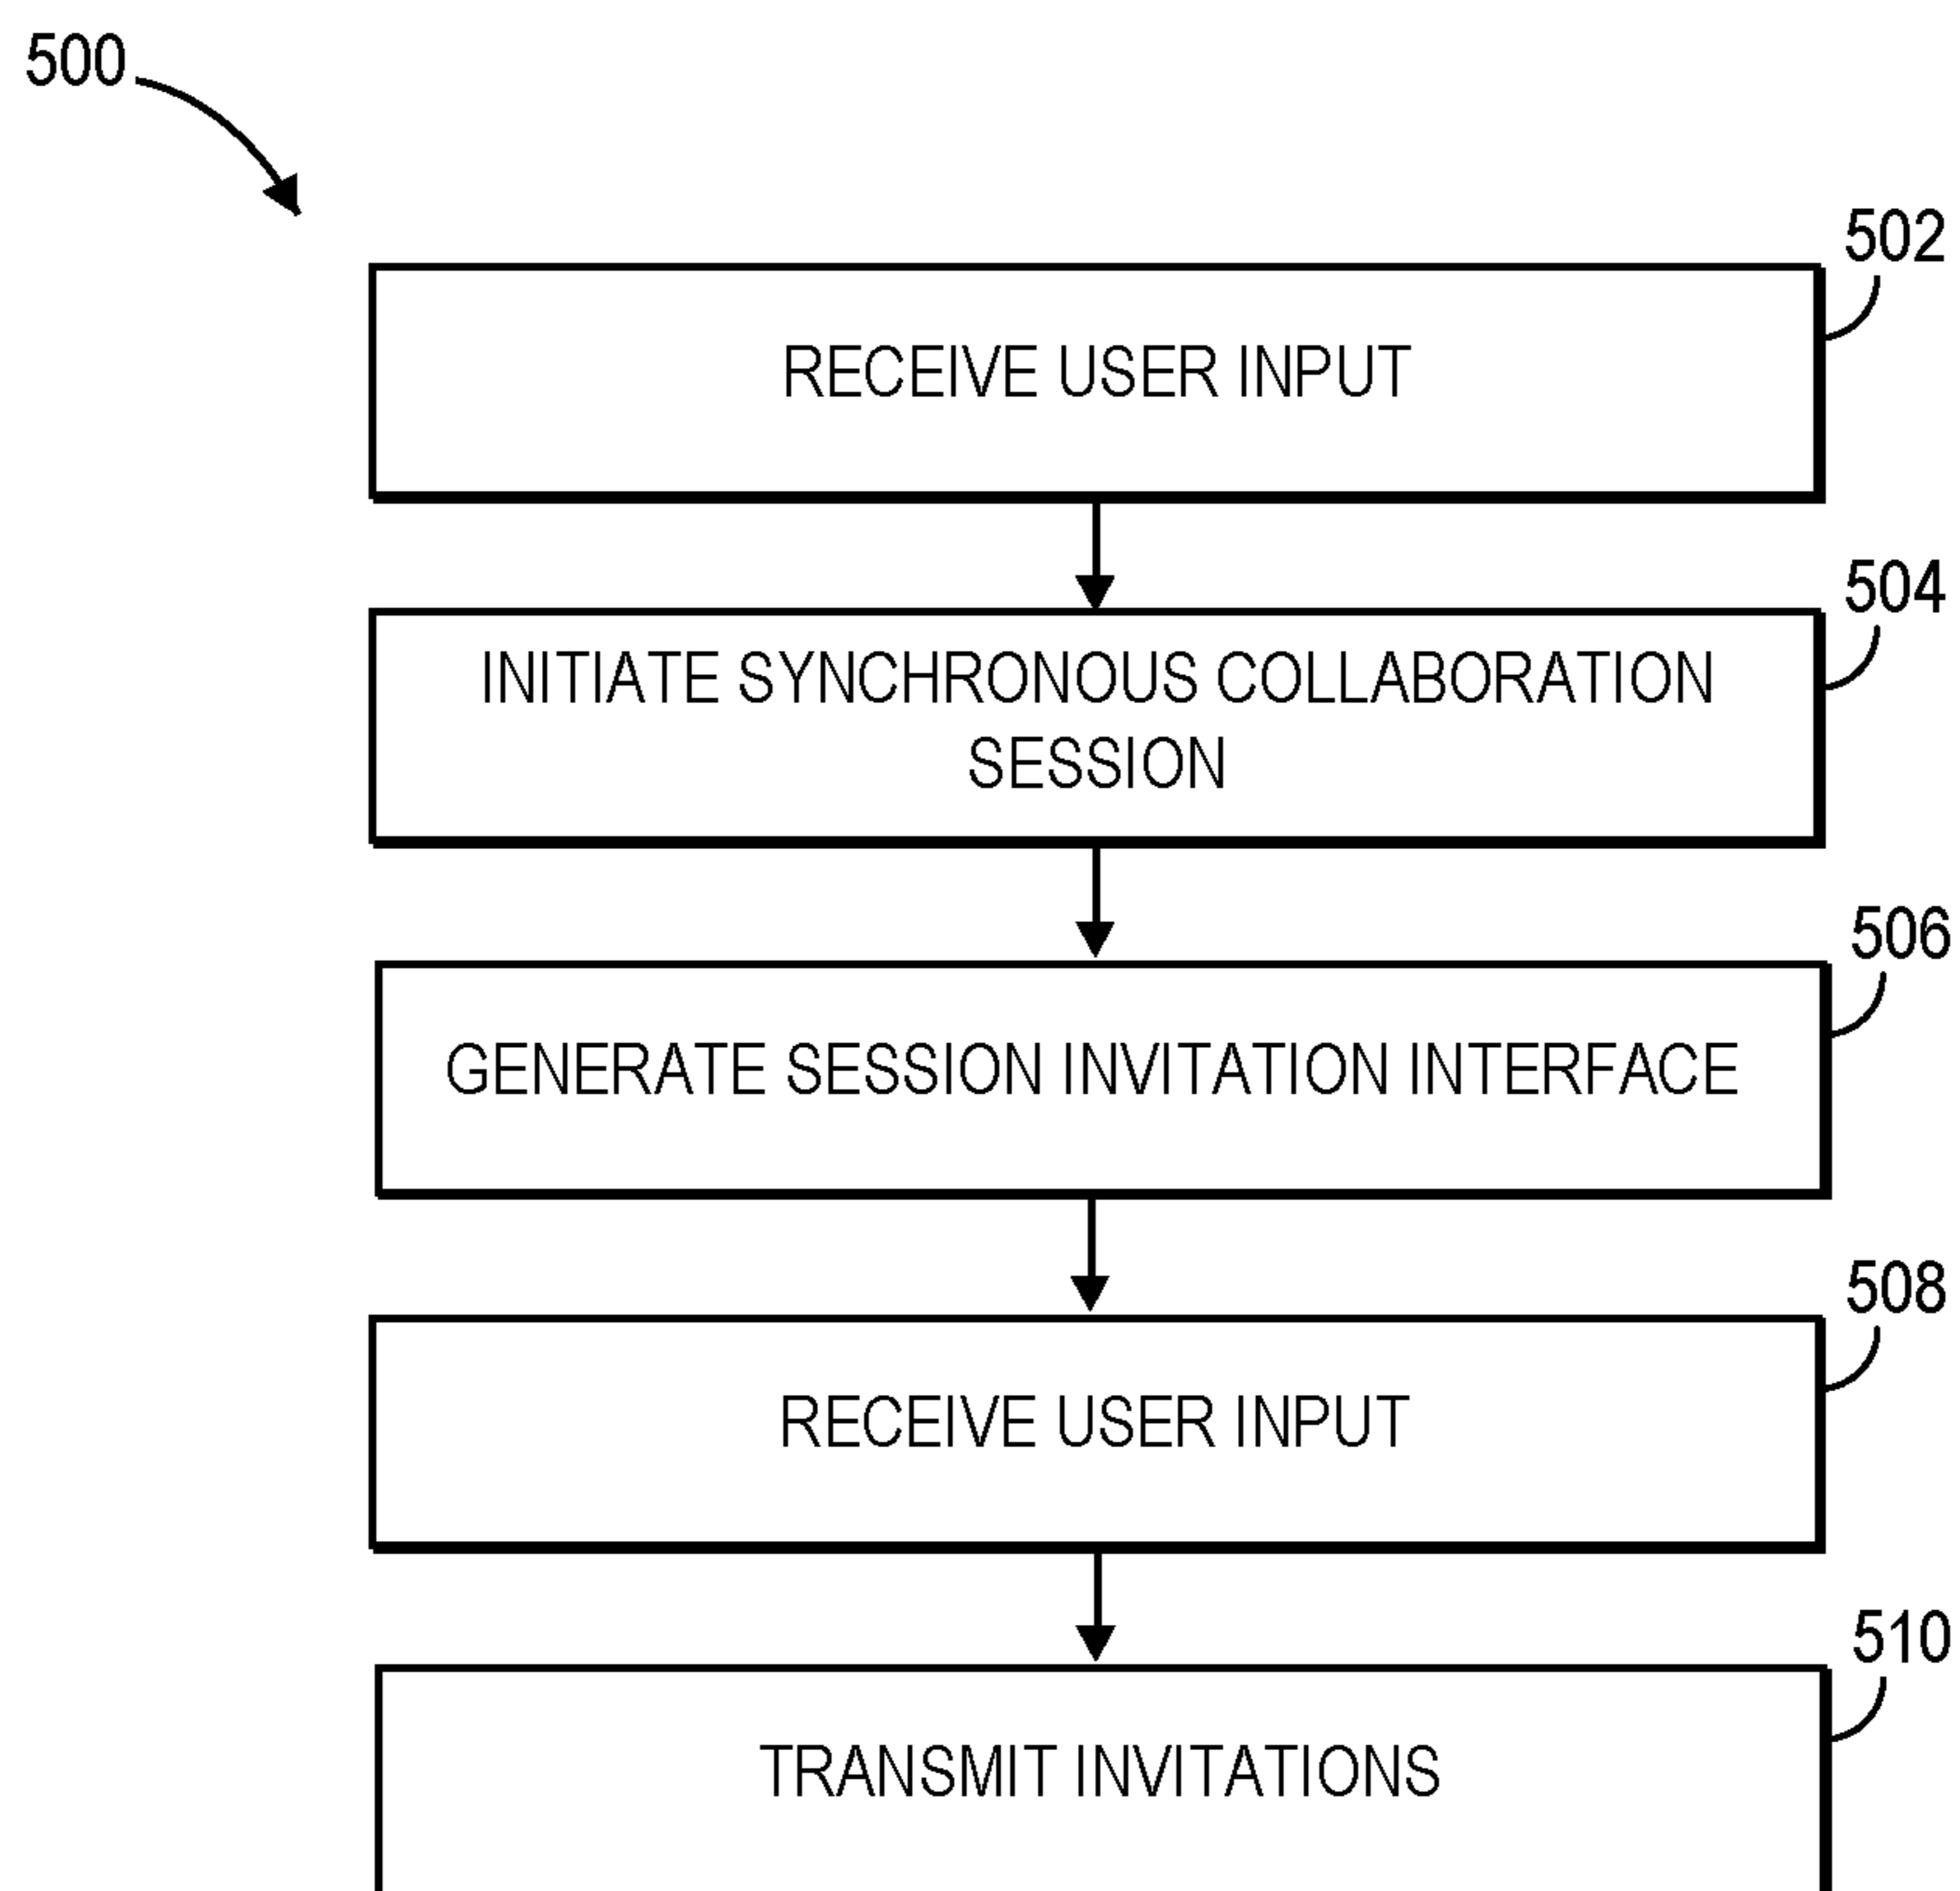 500
502
RECEIVE USER INPUT
504
INITIATE SYNCHRONOUS COLLABORATION
SESSION
506
GENERATE SESSION INVITATION INTERFACE
508
RECEIVE USER INPUT
510
TRANSMIT INVITATIONS